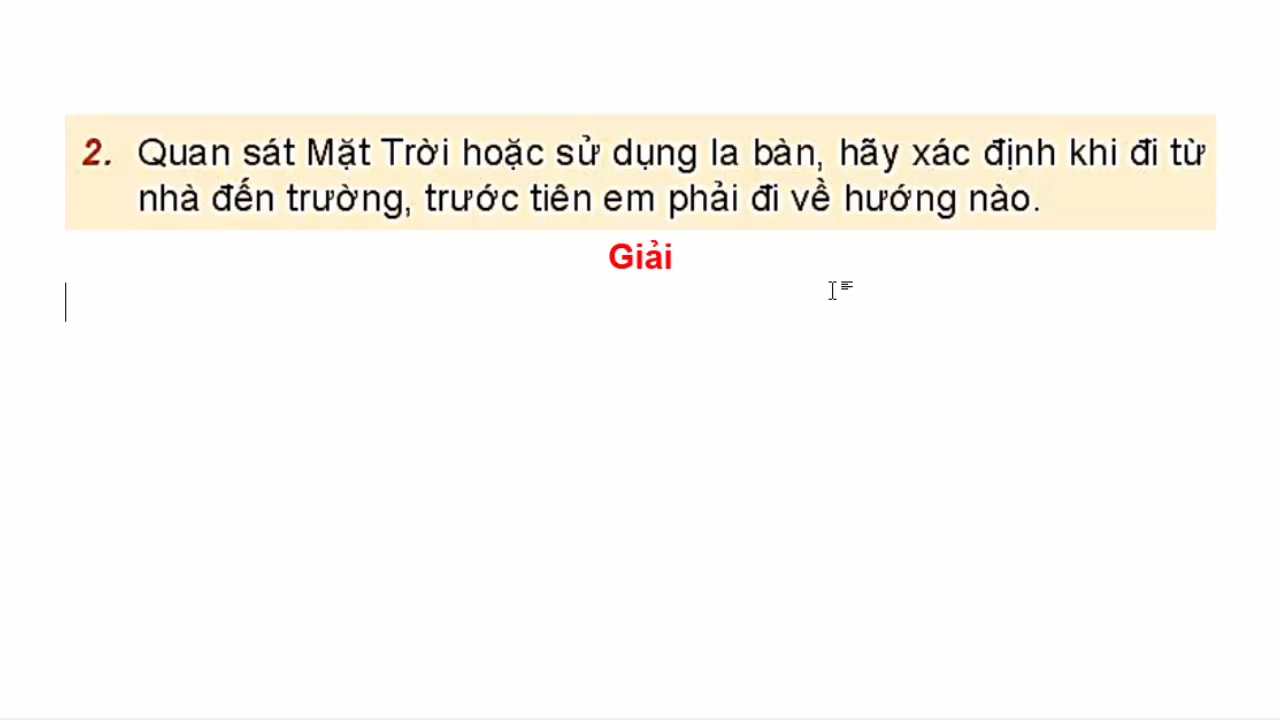 2. Quan sát Mặt Trời hoặc sử dụng la bàn, hãy xác định khi đi từ
nhà đến trường, trước tiên em phải đi về hướng nào.
Giải